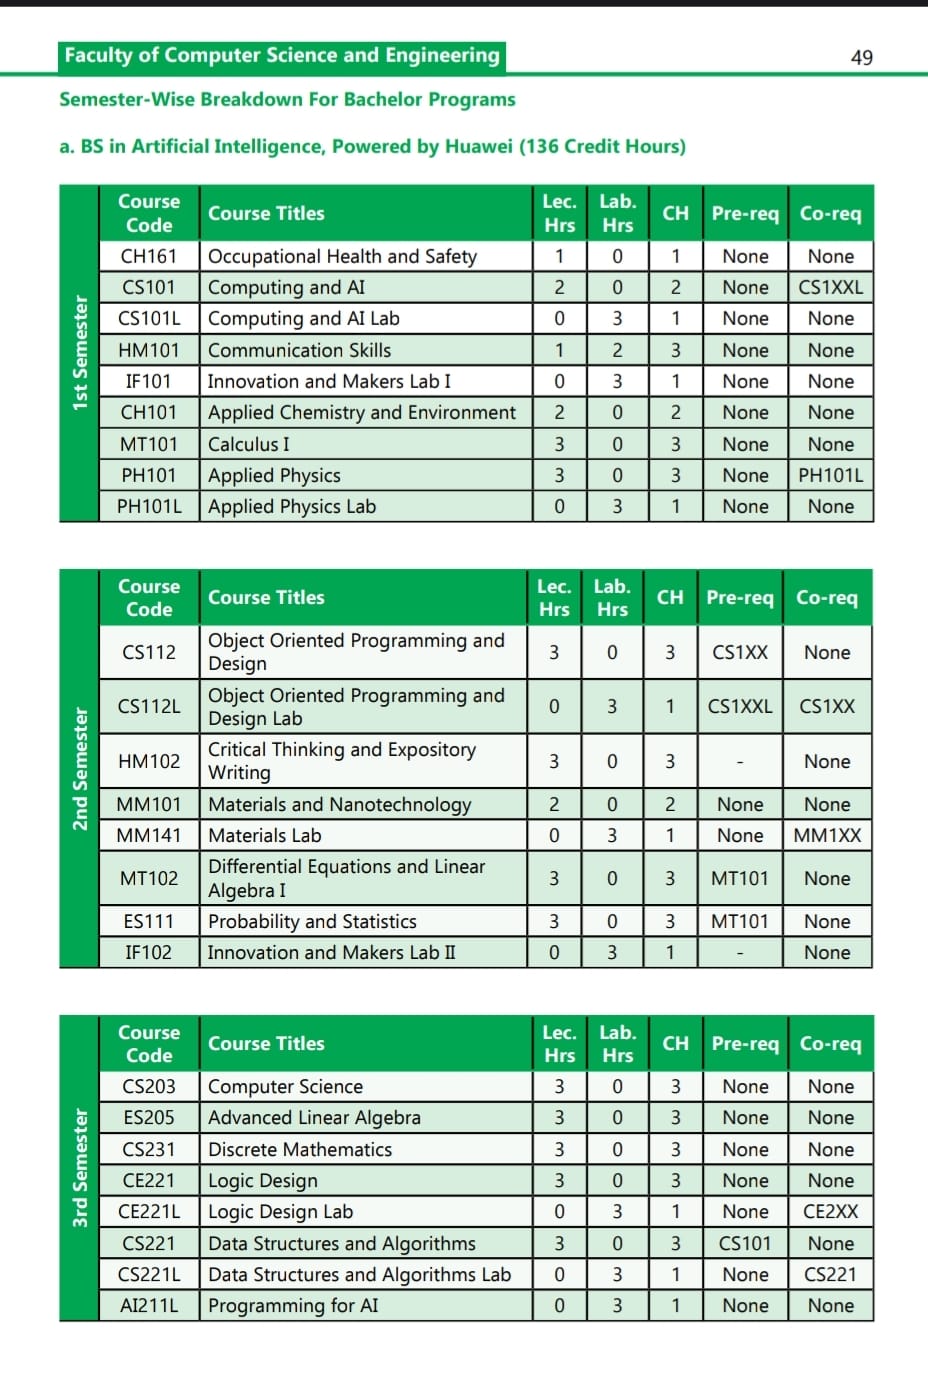 Faculty of Computer Science and Engineering 49
Semester-Wise Breakdown For Bachelor Programs
a. BS in Artificial Intelligence, Powered by Huawei (136 Credit Hours)
1st Semester
Course Code Course Titles Lec. Hrs Lab. Hrs CH Pre-req Co-req
CH161 Occupational Health and Safety 1 0 1 None None
CS101 Computing and AI 2 0 2 None CS1XXL
CS101L Computing and AI Lab 0 3 1 None None
HM101 Communication Skills 1 2 3 None None
IF101 Innovation and Makers Lab I 0 3 1 None None
CH101 Applied Chemistry and Environment 2 0 2 None None
MT101 Calculus I 3 0 3 None None
PH101 Applied Physics 3 0 3 None PH101L
PH101L Applied Physics Lab 0 3 1 None None
2nd Semester
Course Code Course Titles Lec. Hrs Lab. Hrs CH Pre-req Co-req
CS112 Object Oriented Programming and Design 3 0 3 CS1XX None
CS112L Object Oriented Programming and Design Lab 0 3 1 CS1XXL CS1XX
HM102 Critical Thinking and Expository Writing 3 0 3 - None
MM101 Materials and Nanotechnology 2 0 2 None None
MM141 Materials Lab 0 3 1 None MM1XX
MT102 Differential Equations and Linear Algebra I 3 0 3 MT101 None
ES111 Probability and Statistics 3 0 3 MT101 None
IF102 Innovation and Makers Lab II 0 3 1 - None
3rd Semester
Course Code Course Titles Lec. Hrs Lab. Hrs CH Pre-req Co-req
CS203 Computer Science 3 0 3 None None
ES205 Advanced Linear Algebra 3 0 3 None None
CS231 Discrete Mathematics 3 0 3 None None
CE221 Logic Design 3 0 3 None None
CE221L Logic Design Lab 0 3 1 None CE2XX
CS221 Data Structures and Algorithms 3 0 3 CS101 None
CS221L Data Structures and Algorithms Lab 0 3 1 None CS221
AI211L Programming for AI 0 3 1 None None